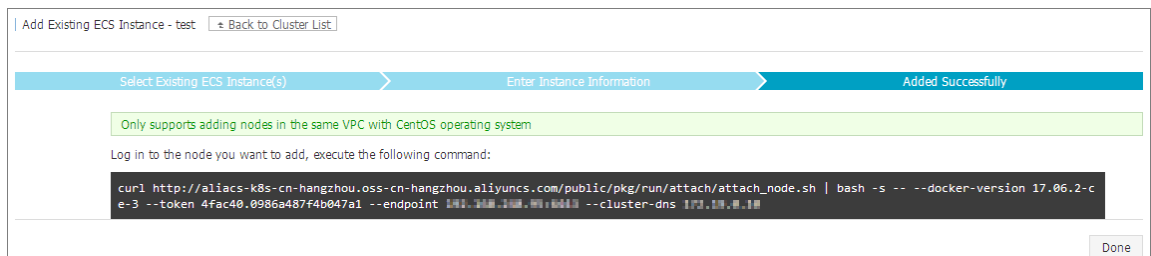 Add Existing ECS Instance - test Back to Cluster List
Select Existing ECS Instance(s) Enter Instance Information Added Successfully
Only supports adding nodes in the same VPC with CentOS operating system
Log in to the node you want to add, execute the following command:
curl http://aliacs-k8s-cn-hangzhou.oss-cn-hangzhou.aliyuncs.com/public/pkg/run/attach/attach_node.sh | bash -s -- --docker-version 17.06.2-c
e-3 --token 4fac40.0986a487f4b047a1 --endpoint --cluster-dns
Done